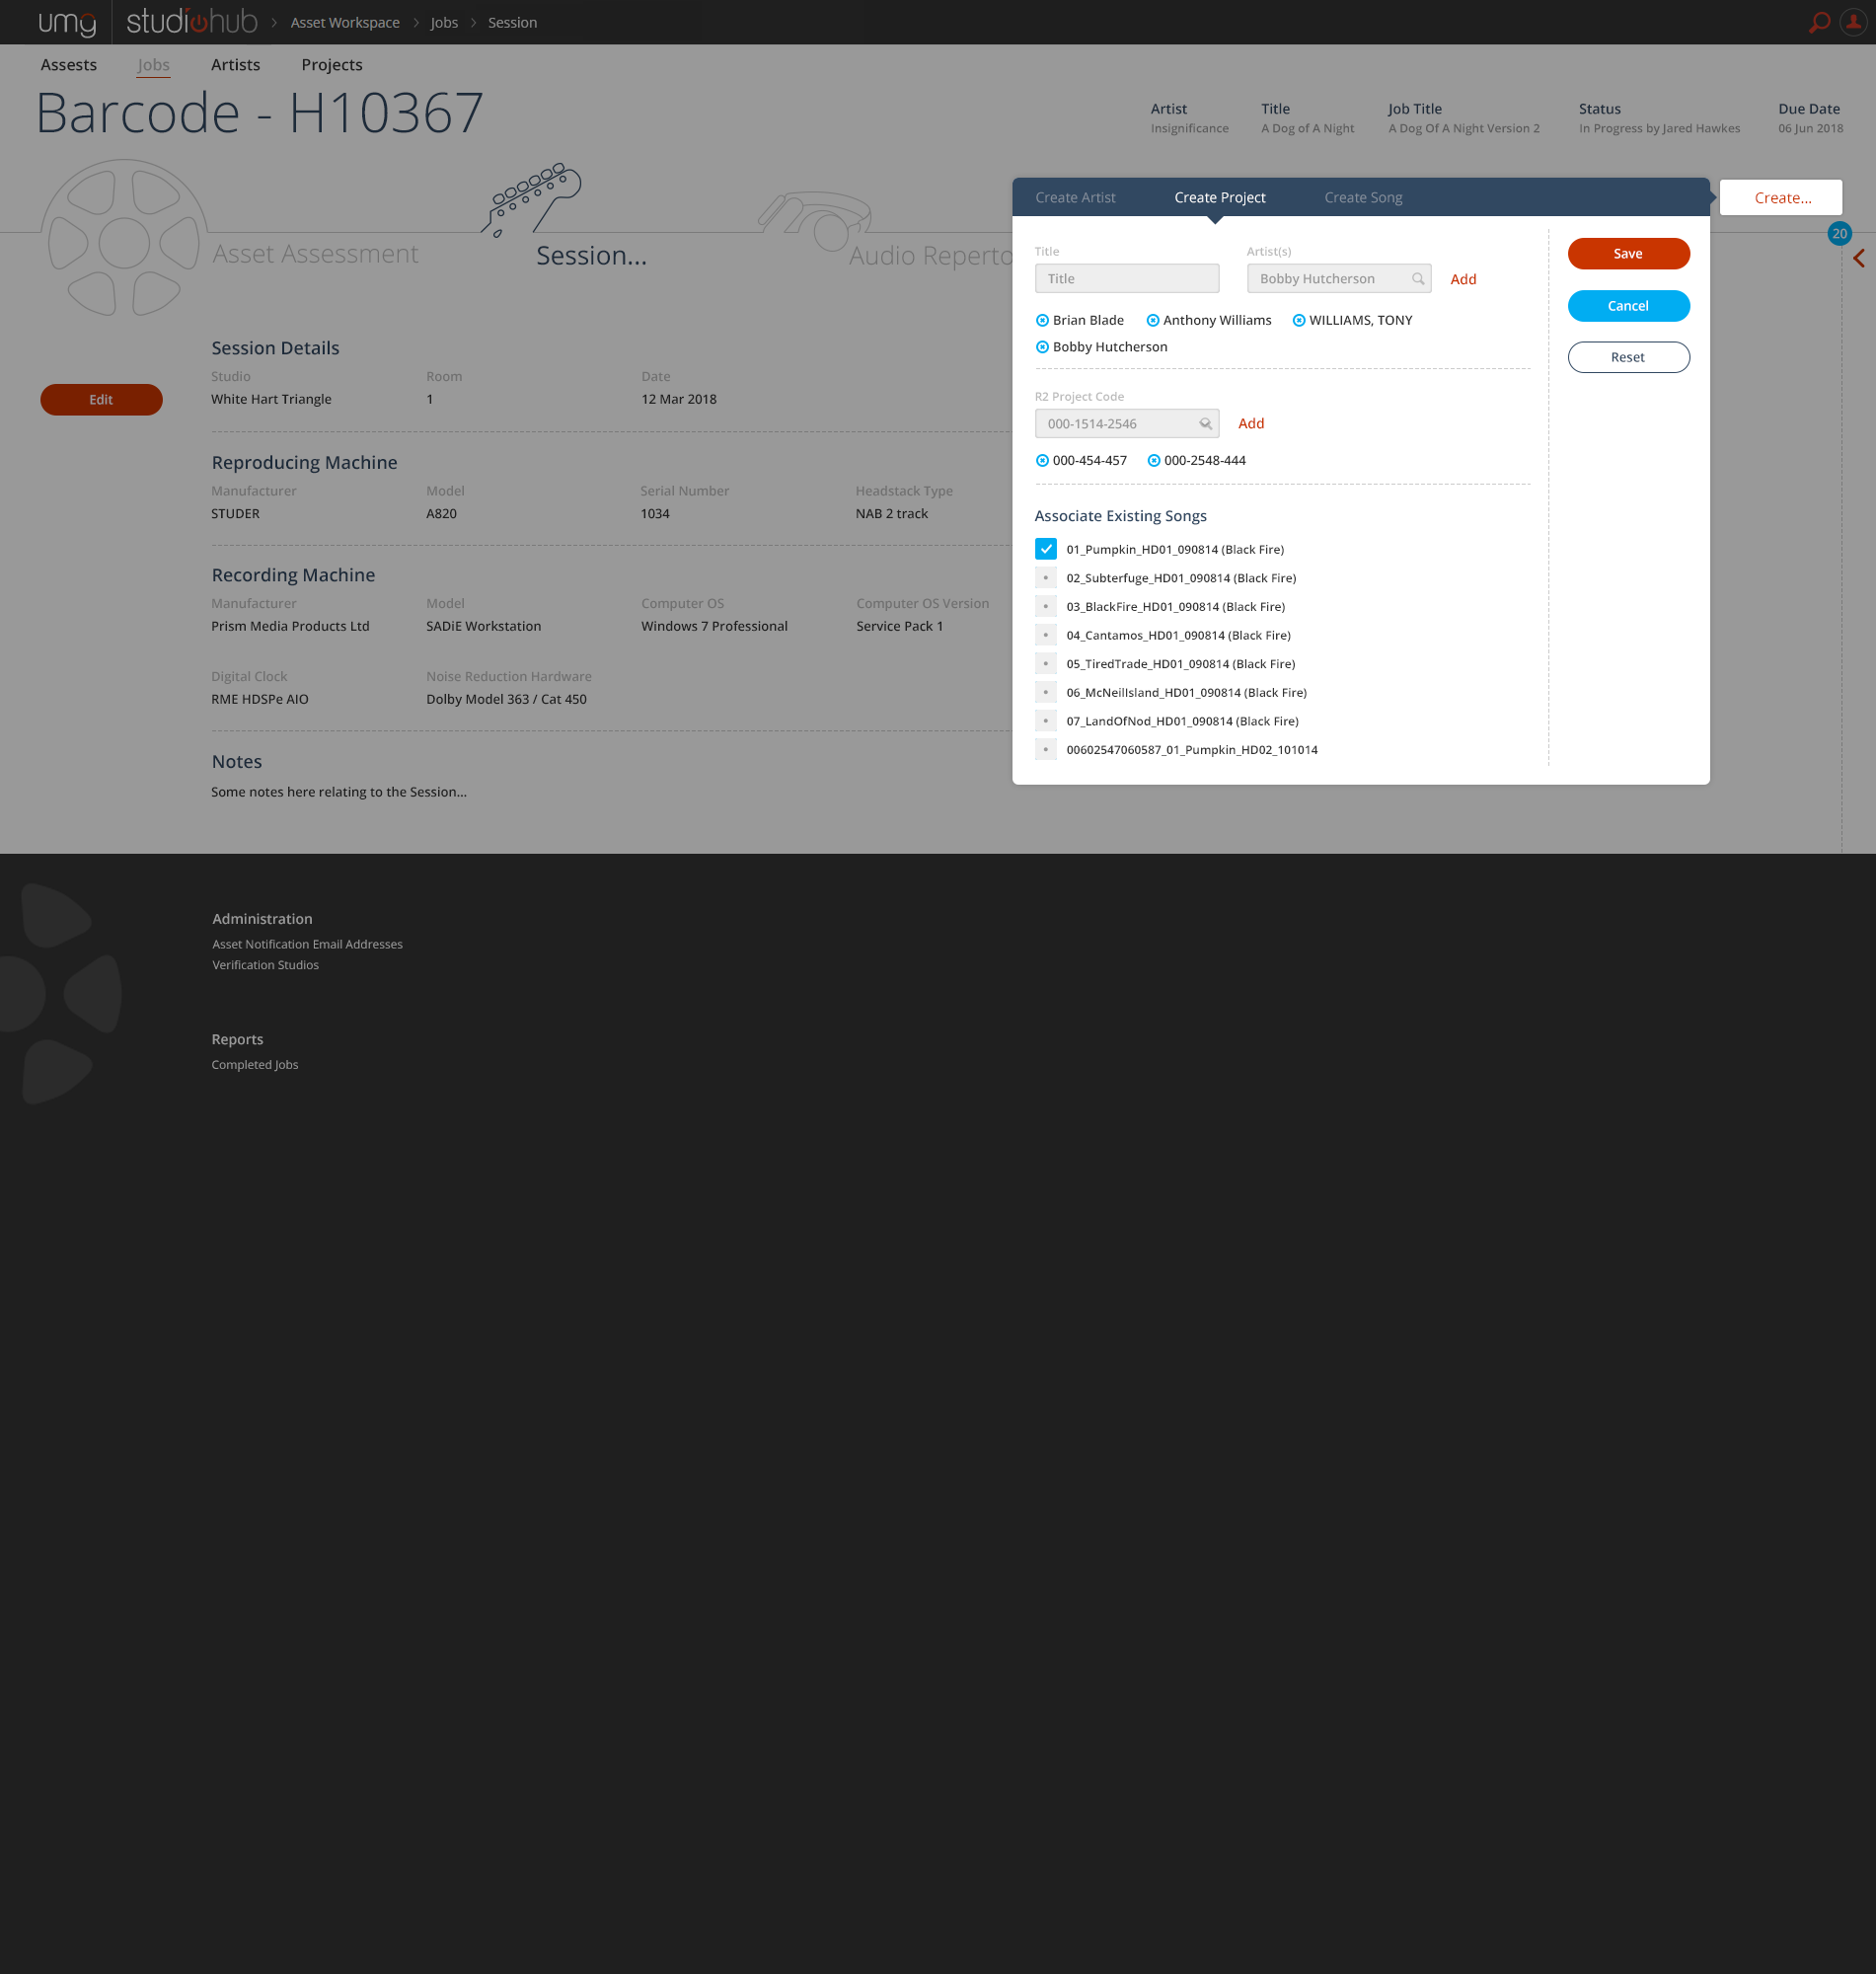 umg studiohub > Asset Workspace > Jobs > Session
Assests Jobs Artists Projects
Barcode - H10367
Artist Title Job Title Status Due Date
Insignificance A Dog of A Night A Dog Of A Night Version 2 In Progress by Jared Hawkes 06 Jun 2018
Create Artist Create Project Create Song
Create...
20
Asset Assessment Session... Audio Reperto
Title Artist(s)
Title Bobby Hutcherson Add
Brian Blade Anthony Williams WILLIAMS, TONY
Bobby Hutcherson
R2 Project Code
000-1514-2546 Add
000-454-457 000-2548-444
Associate Existing Songs
01_Pumpkin_HD01_090814 (Black Fire)
02_Subterfuge_HD01_090814 (Black Fire)
03_BlackFire_HD01_090814 (Black Fire)
04_Cantamos_HD01_090814 (Black Fire)
05_TiredTrade_HD01_090814 (Black Fire)
06_McNeilIsland_HD01_090814 (Black Fire)
07_LandOfNod_HD01_090814 (Black Fire)
00602547060587_01_Pumpkin_HD02_101014
Save
Cancel
Reset
Edit
Session Details
Studio Room Date
White Hart Triangle 1 12 Mar 2018
Reproducing Machine
Manufacturer Model Serial Number Headstack Type
STUDER A820 1034 NAB 2 track
Recording Machine
Manufacturer Model Computer OS Computer OS Version
Prism Media Products Ltd SADiE Workstation Windows 7 Professional Service Pack 1
Digital Clock Noise Reduction Hardware
RME HDSPe AIO Dolby Model 363 / Cat 450
Notes
Some notes here relating to the Session...
Administration
Asset Notification Email Addresses
Verification Studios
Reports
Completed Jobs